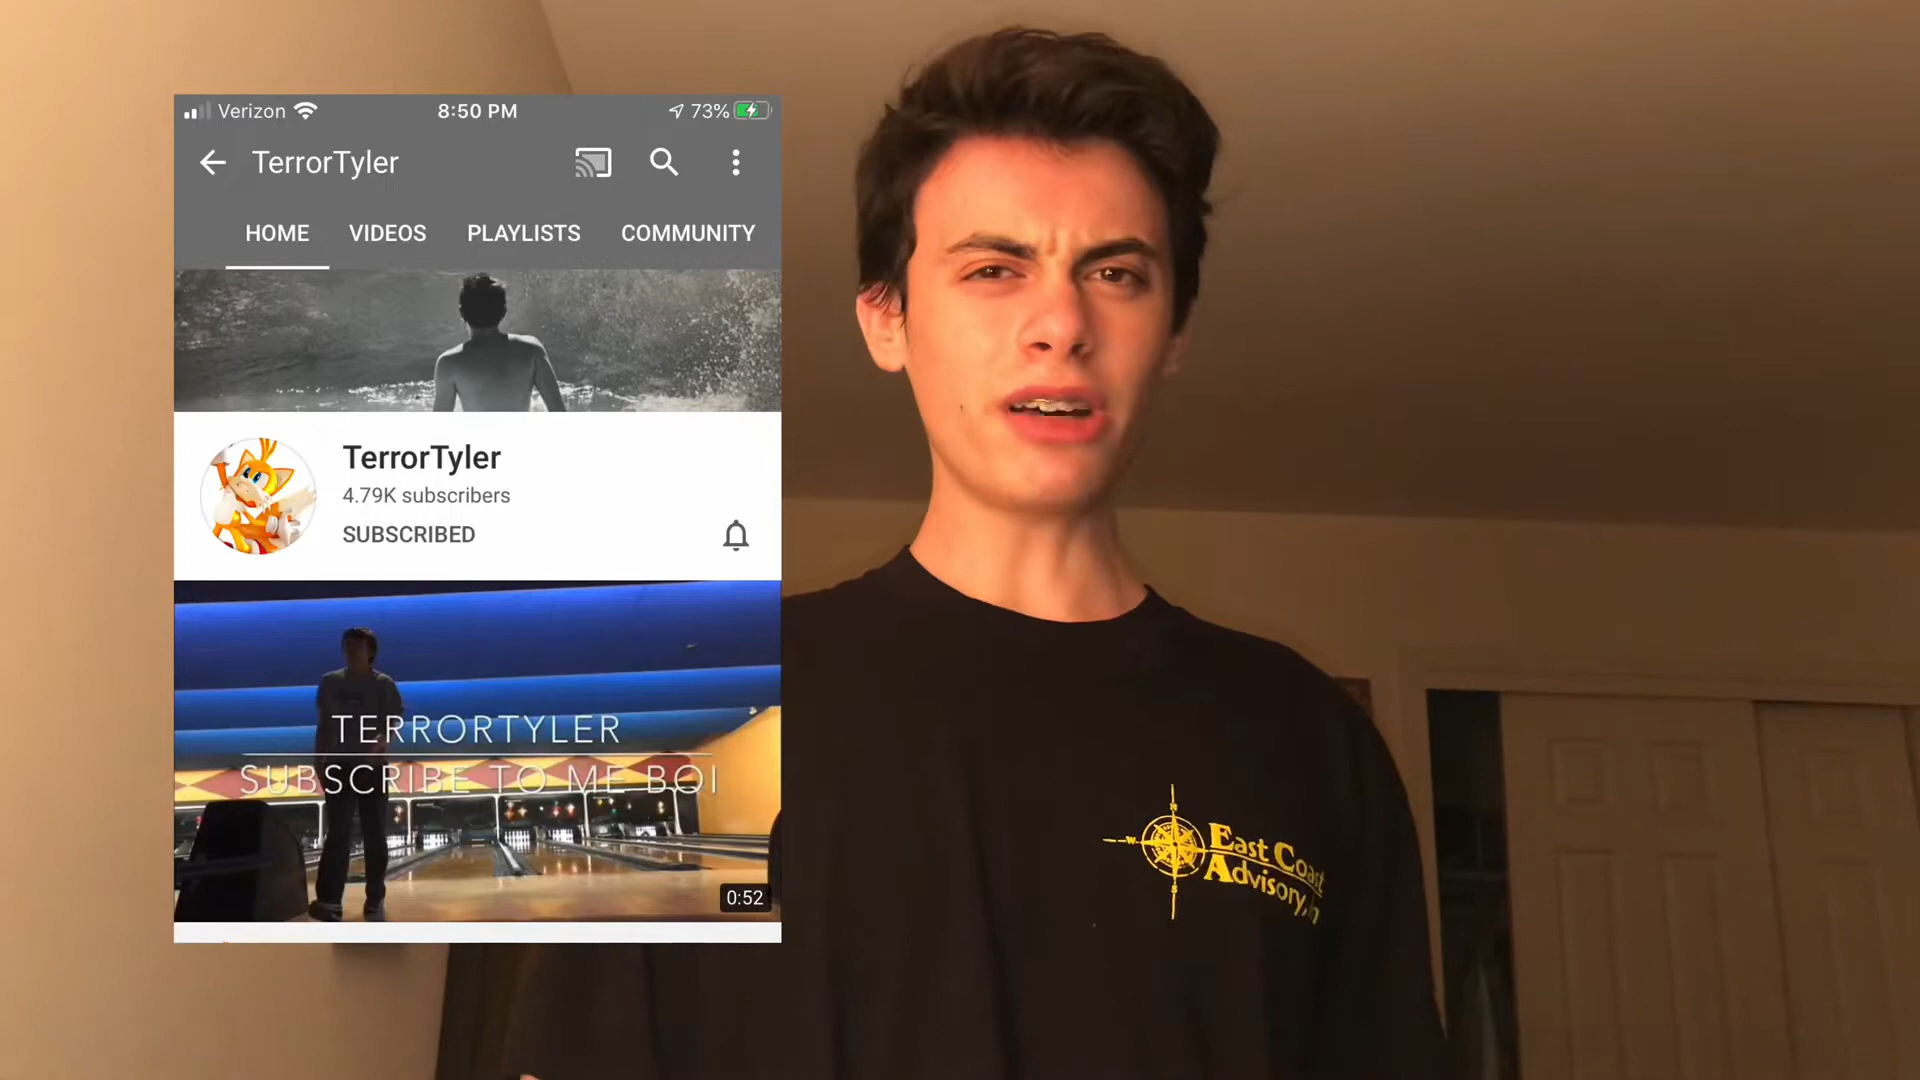 Verizon 8:50 PM 73%
TerrorTyler
HOME VIDEOS PLAYLISTS COMMUNITY
TerrorTyler
4.79K subscribers
SUBSCRIBED
TERRORTYLER
SUBSCRIBE TO ME BOI
0:52
N
W
S
East Coast
Advisory, In